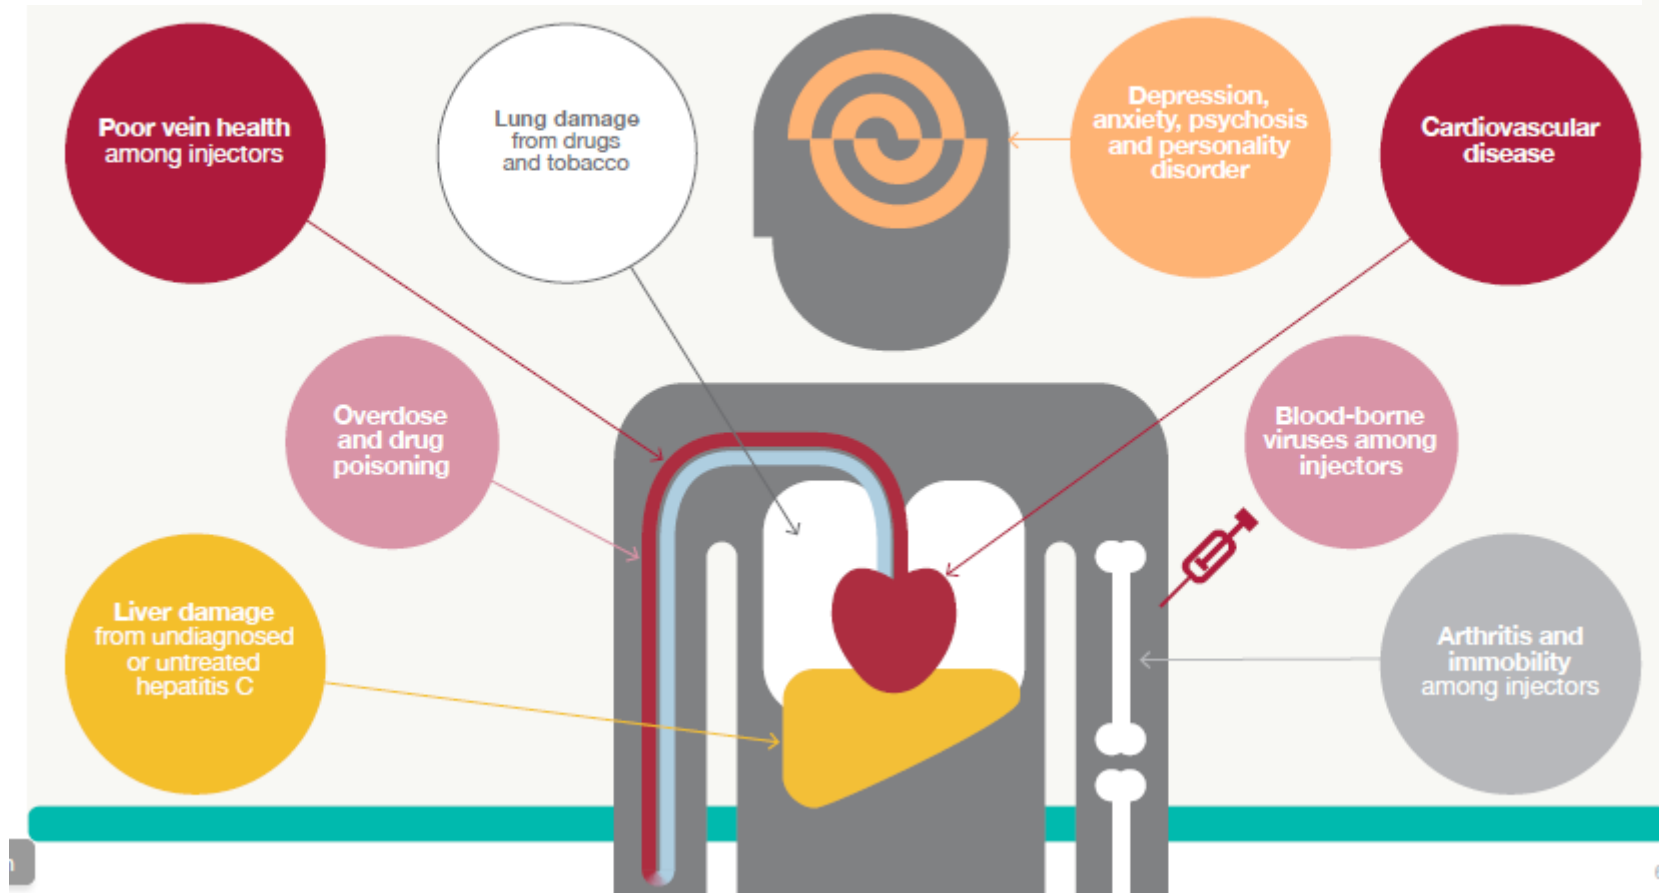 Poor vein health
among injectors
Lung damage
from drugs
and tobacco
Depression,
anxiety, psychosis
and personality
disorder
Cardiovascular
disease
Overdose
and drug
poisoning
Blood-borne
viruses among
injectors
Liver damage
from undiagnosed
or untreated
hepatitis C
Arthritis and
immobility
among injectors